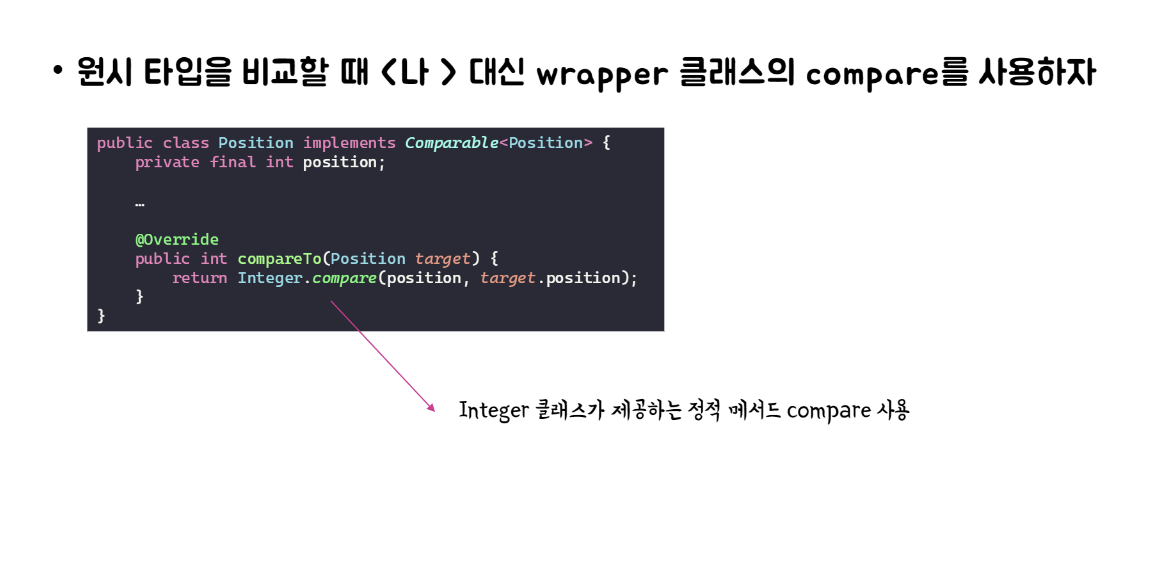 • 원시 타입을 비교할 때 <나 > 대신 wrapper 클래스의 compare를 사용하자
public class Position implements Comparable<Position> {
    private final int position;
    …
    @Override
    public int compareTo(Position target) {
        return Integer.compare(position, target.position);
    }
}
Integer 클래스가 제공하는 정적 메서드 compare 사용